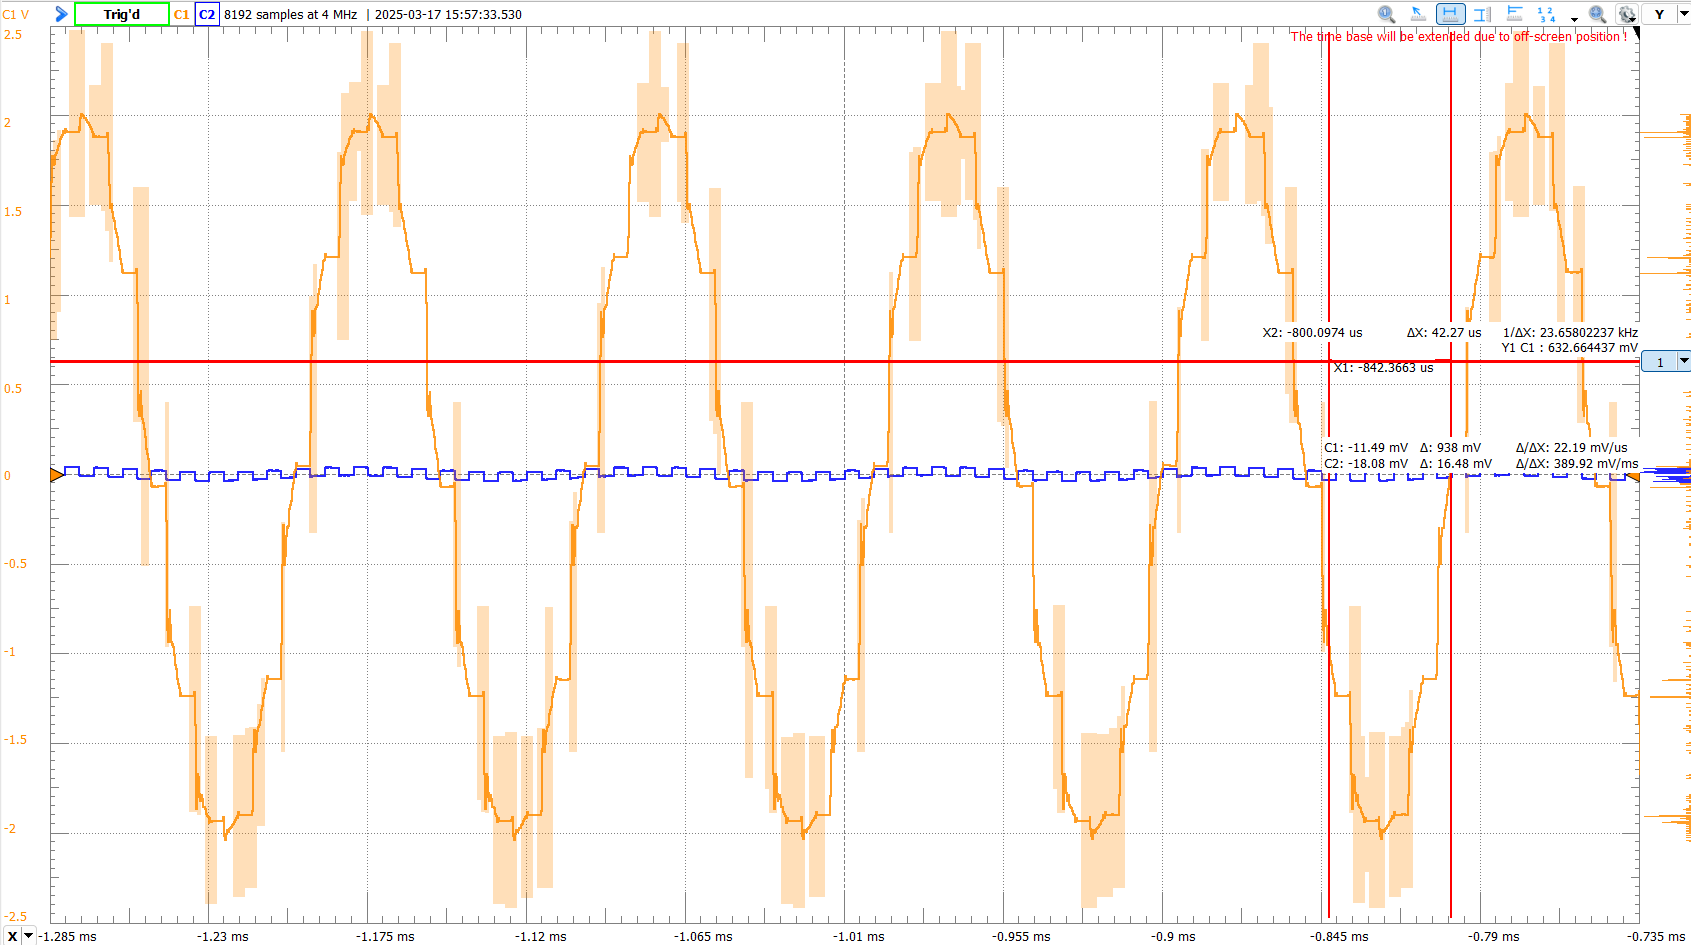 C1 V Trig'd C1 C2 8192 samples at 4 MHz | 2025-03-17 15:57:33.530 Y
The time base will be extended due to off-screen position !
2.5
2
1.5
1
X2: -800.0974 us ΔX: 42.27 us 1/ΔX: 23.65802237 kHz
Y1 C1 : 632.664437 mV
1
X1: -842.3663 us
0.5
C1: -11.49 mV Δ: 938 mV Δ/ΔX: 22.19 mV/us
C2: -18.08 mV Δ: 16.48 mV Δ/ΔX: 389.92 mV/ms
0
-0.5
-1
-1.5
-2
-2.5
X -1.285 ms -1.23 ms -1.175 ms -1.12 ms -1.065 ms -1.01 ms -0.955 ms -0.9 ms -0.845 ms -0.79 ms -0.735 ms